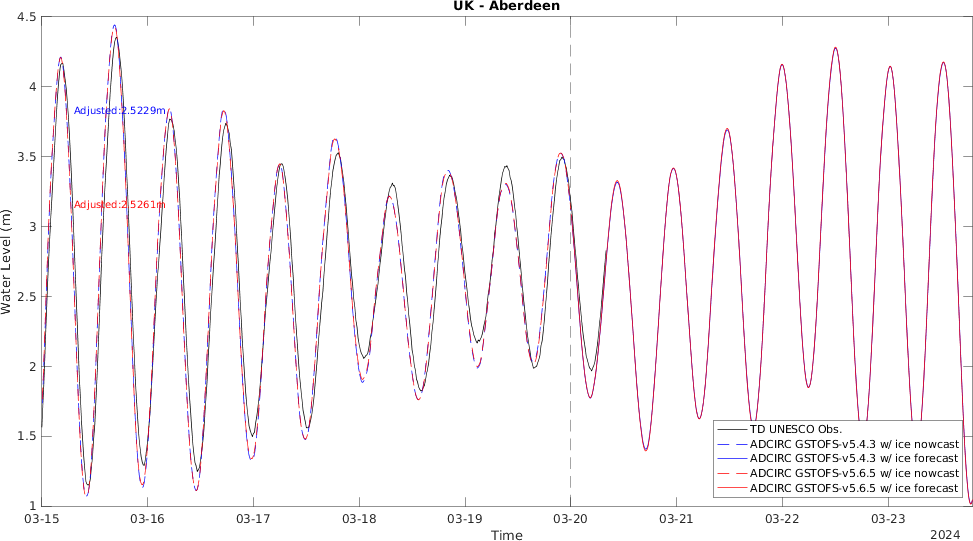 UK - Aberdeen
4.5
4
3.5
3
2.5
2
1.5
1
Water Level (m)
Adjusted:2.5229m
Adjusted:2.5261m
TD UNESCO Obs.
ADCIRC GSTOFS-v5.4.3 w/ ice nowcast
ADCIRC GSTOFS-v5.4.3 w/ ice forecast
ADCIRC GSTOFS-v5.6.5 w/ ice nowcast
ADCIRC GSTOFS-v5.6.5 w/ ice forecast
03-15 03-16 03-17 03-18 03-19 03-20 03-21 03-22 03-23
Time
2024